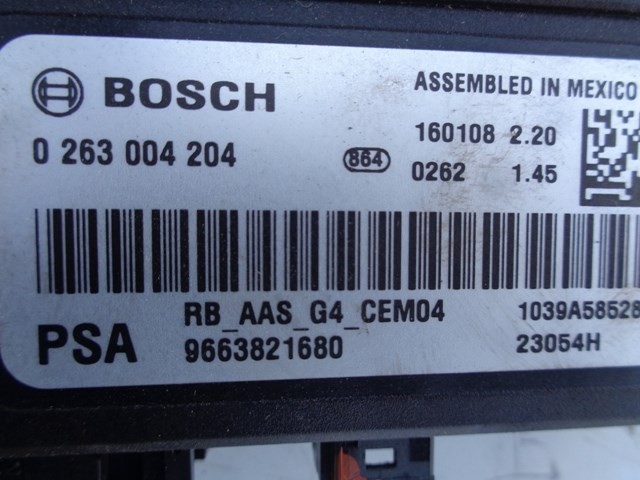 BOSCH
ASSEMBLED IN MEXICO
0 263 004 204
864
160108 2.20
0262 1.45
RB_AAS_G4_CEM04
1039A58528
PSA
9663821680
23054H